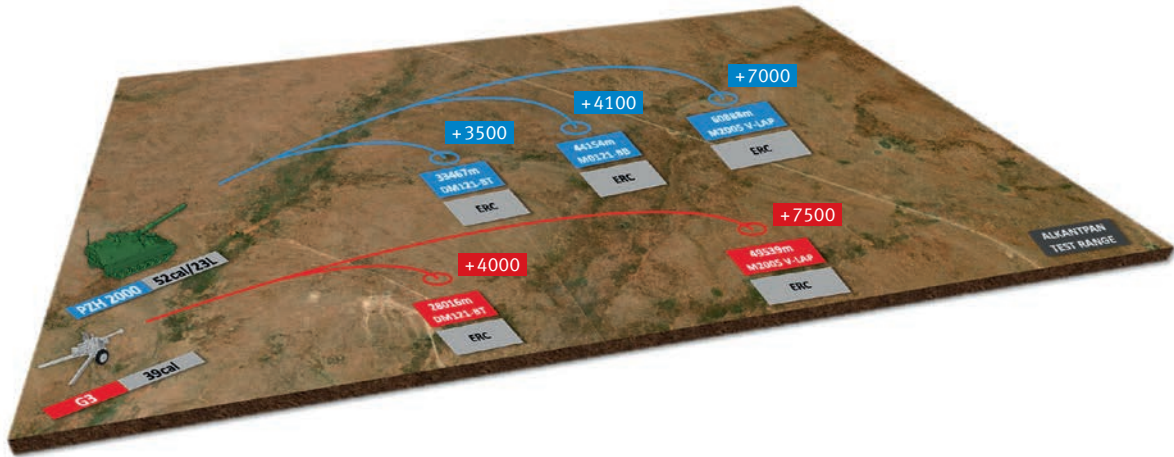 +7000
60888m
M2005 V-LAP
ERC
+4100
44154m
M0121-BB
ERC
+3500
33467m
DM121-BT
ERC
PZH 2000 52cal/23L
+7500
49539m
M2005 V-LAP
ERC
+4000
28016m
DM121-BT
ERC
G3 39cal
ALKANTPAN
TEST RANGE